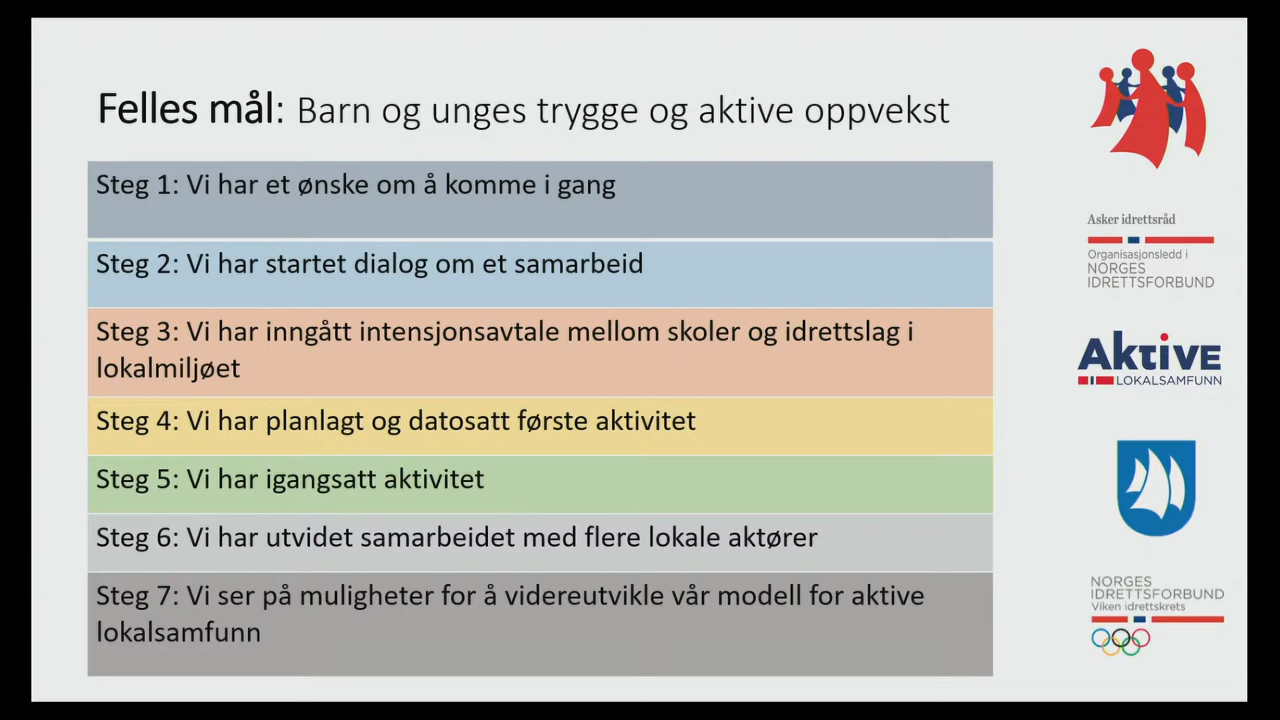 Felles mål: Barn og unges trygge og aktive oppvekst
Steg 1: Vi har et ønske om å komme i gang
Steg 2: Vi har startet dialog om et samarbeid
Steg 3: Vi har inngått intensjonsavtale mellom skoler og idrettslag i
lokalmiljøet
Steg 4: Vi har planlagt og datosatt første aktivitet
Steg 5: Vi har igangsatt aktivitet
Steg 6: Vi har utvidet samarbeidet med flere lokale aktører
Steg 7: Vi ser på muligheter for å videreutvikle vår modell for aktive
lokalsamfunn
Asker idrettsråd
Organisasjonsledd i
NORGES
IDRETTSFORBUND
Aktive
LOKALSAMFUNN
NORGES
IDRETTSFORBUND
Viken idrettskrets